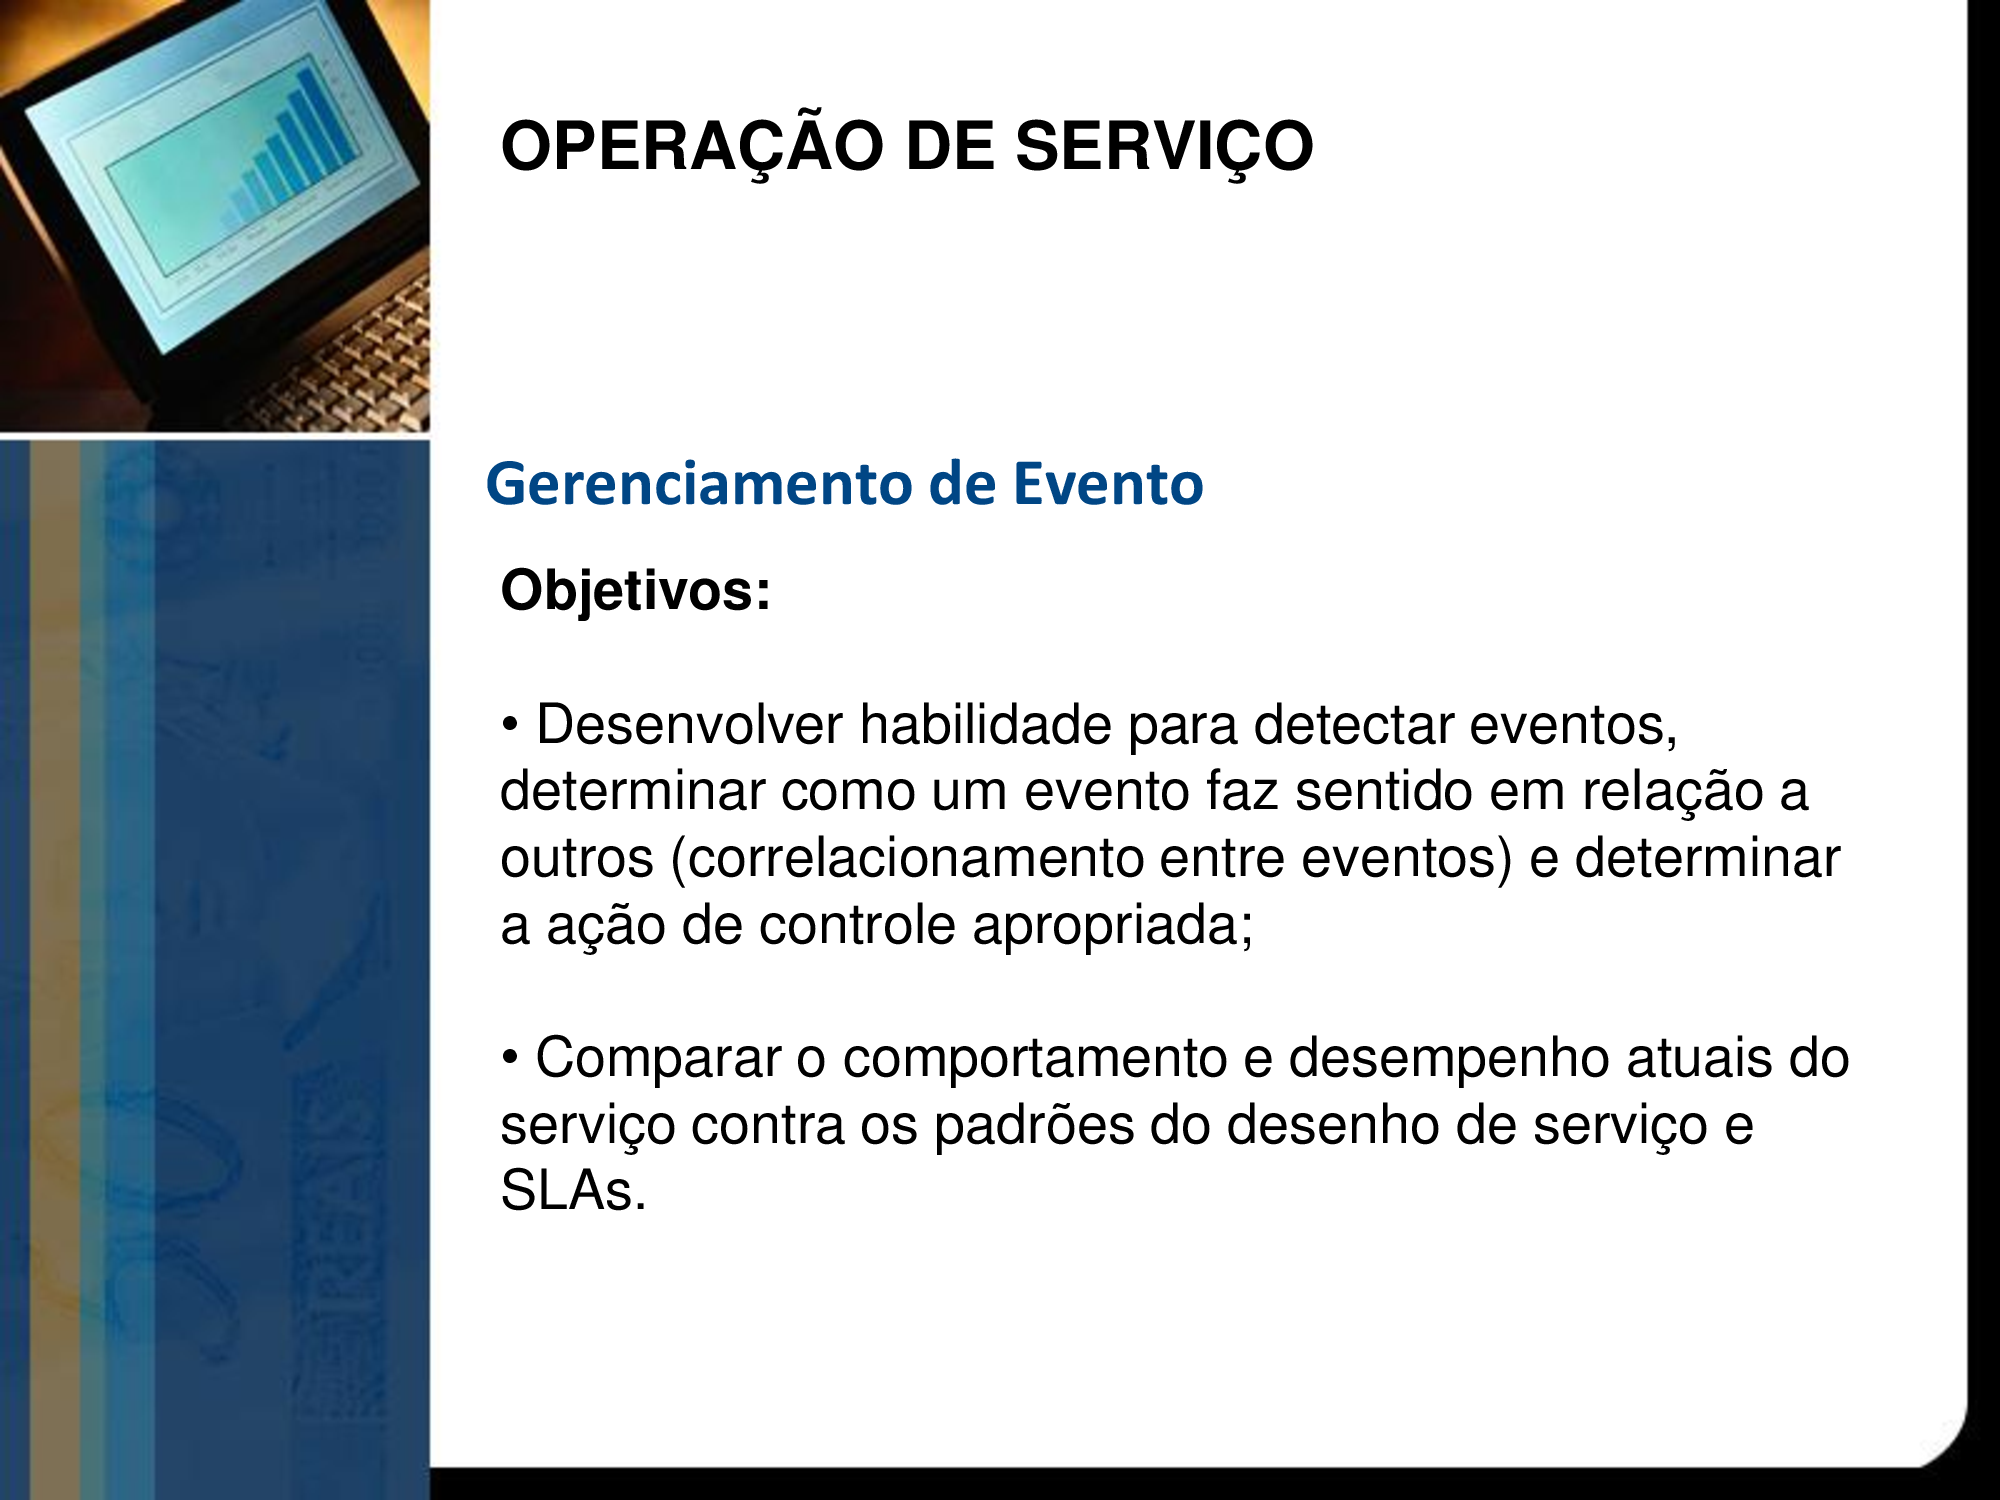 OPERAÇÃO DE SERVIÇO
Gerenciamento de Evento
Objetivos:
• Desenvolver habilidade para detectar eventos,
determinar como um evento faz sentido em relação a
outros (correlacionamento entre eventos) e determinar
a ação de controle apropriada;
• Comparar o comportamento e desempenho atuais do
serviço contra os padrões do desenho de serviço e
SLAs.
REAIS